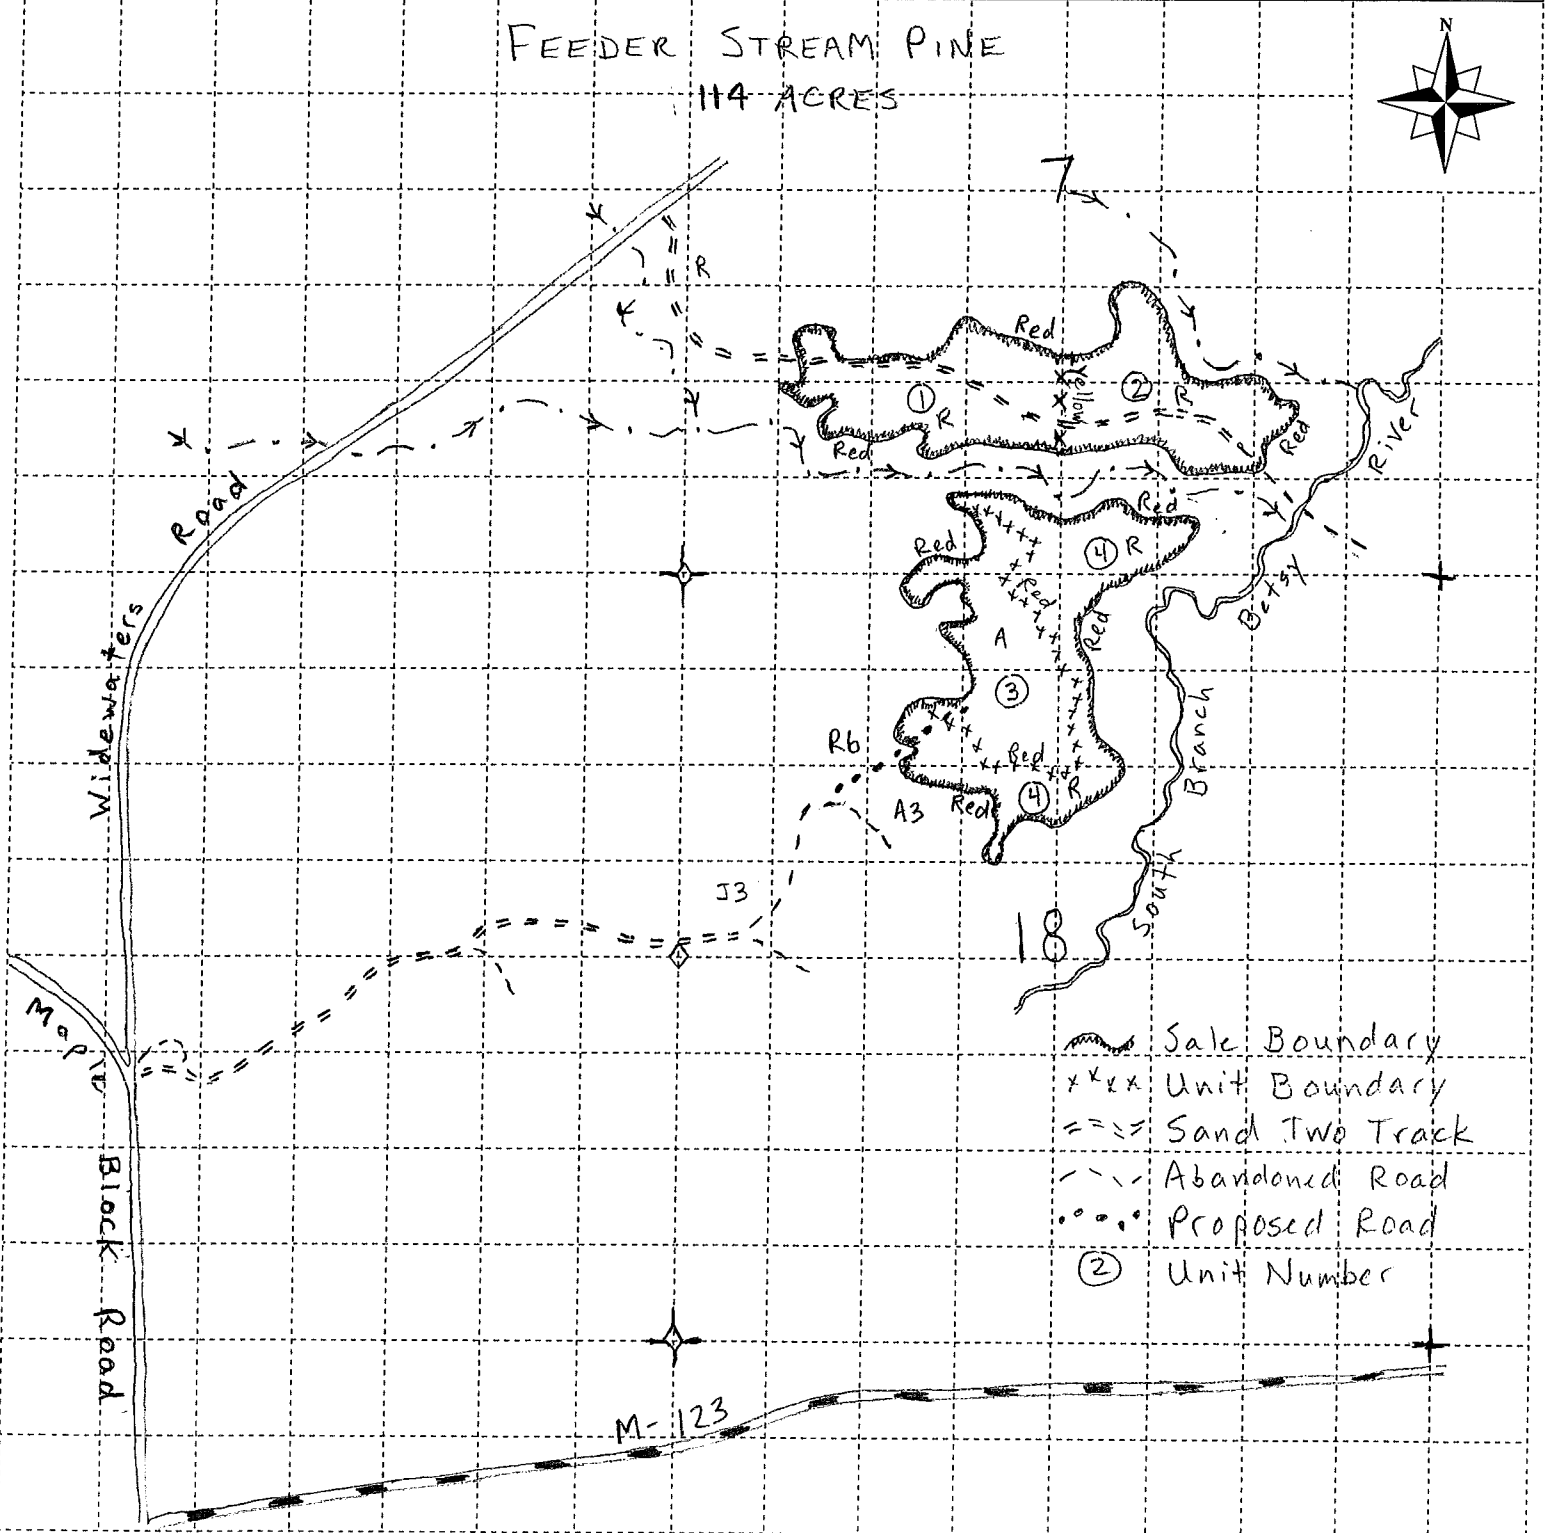 FEEDER STREAM PINE
114 ACRES
N
7
R
Red
1
R
Yellow
2
R
Red
Red
River
Betsy
Branch
South
Widewaters Road
Red
Red
4 R
Red
Red
A
3
Red
R6
A3
Red
4
R
J3
18
Maple
Block Road
M-123
Sale Boundary
Unit Boundary
Sand Two Track
Abandoned Road
Proposed Road
2 Unit Number